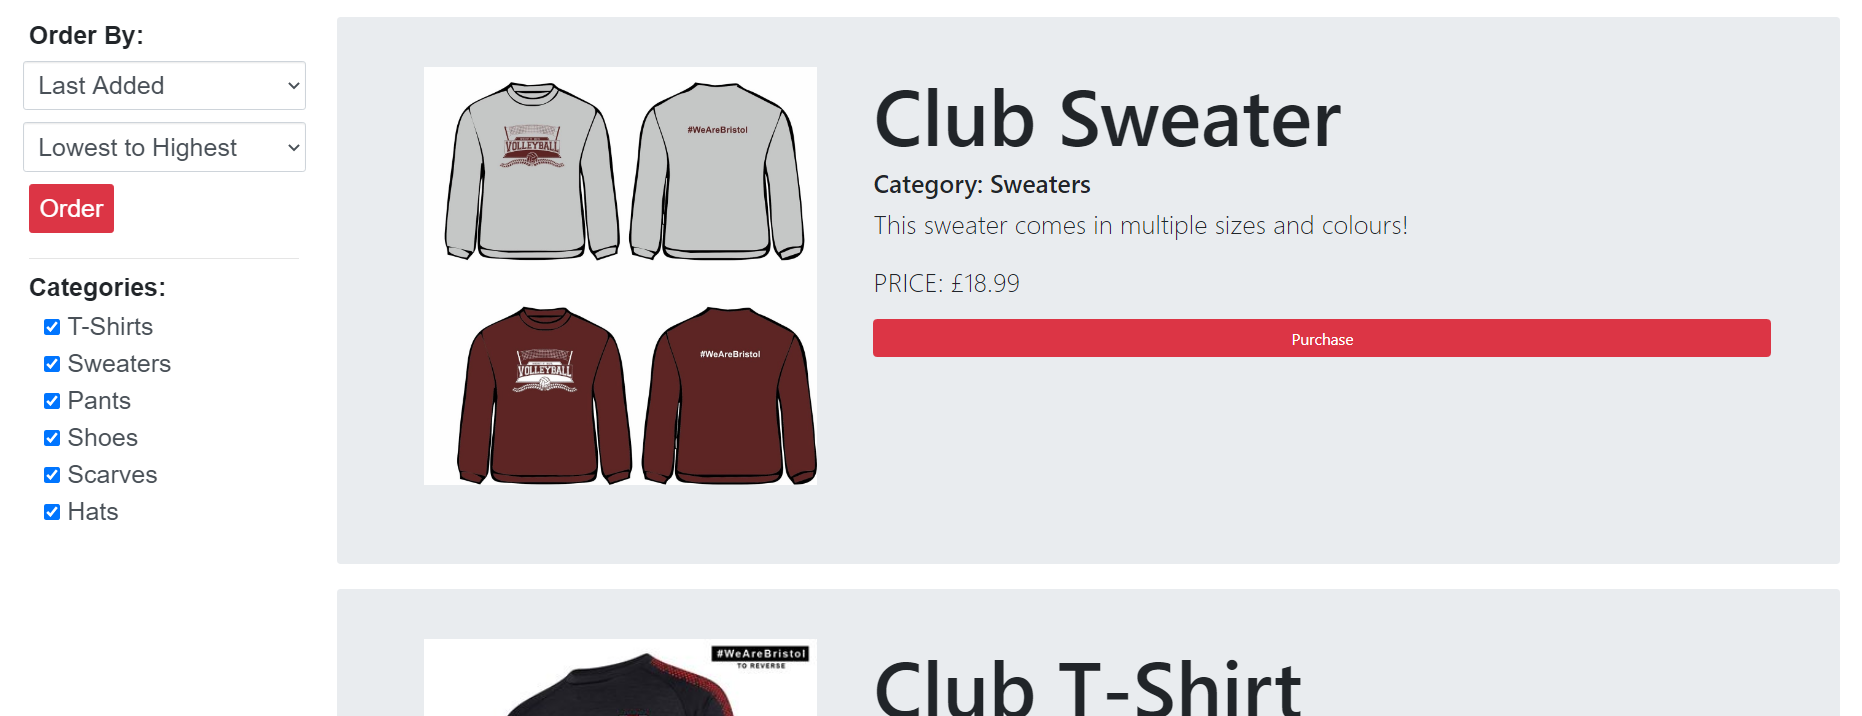 Order By:
Last Added
Lowest to Highest
Order
Categories:
T-Shirts
Sweaters
Pants
Shoes
Scarves
Hats
#WeAreBristol
VOLLEYBALL
#WeAreBristol
VOLLEYBALL
Club Sweater
Category: Sweaters
This sweater comes in multiple sizes and colours!
PRICE: £18.99
Purchase
#WeAreBristol
TO REVERSE
Club T-Shirt